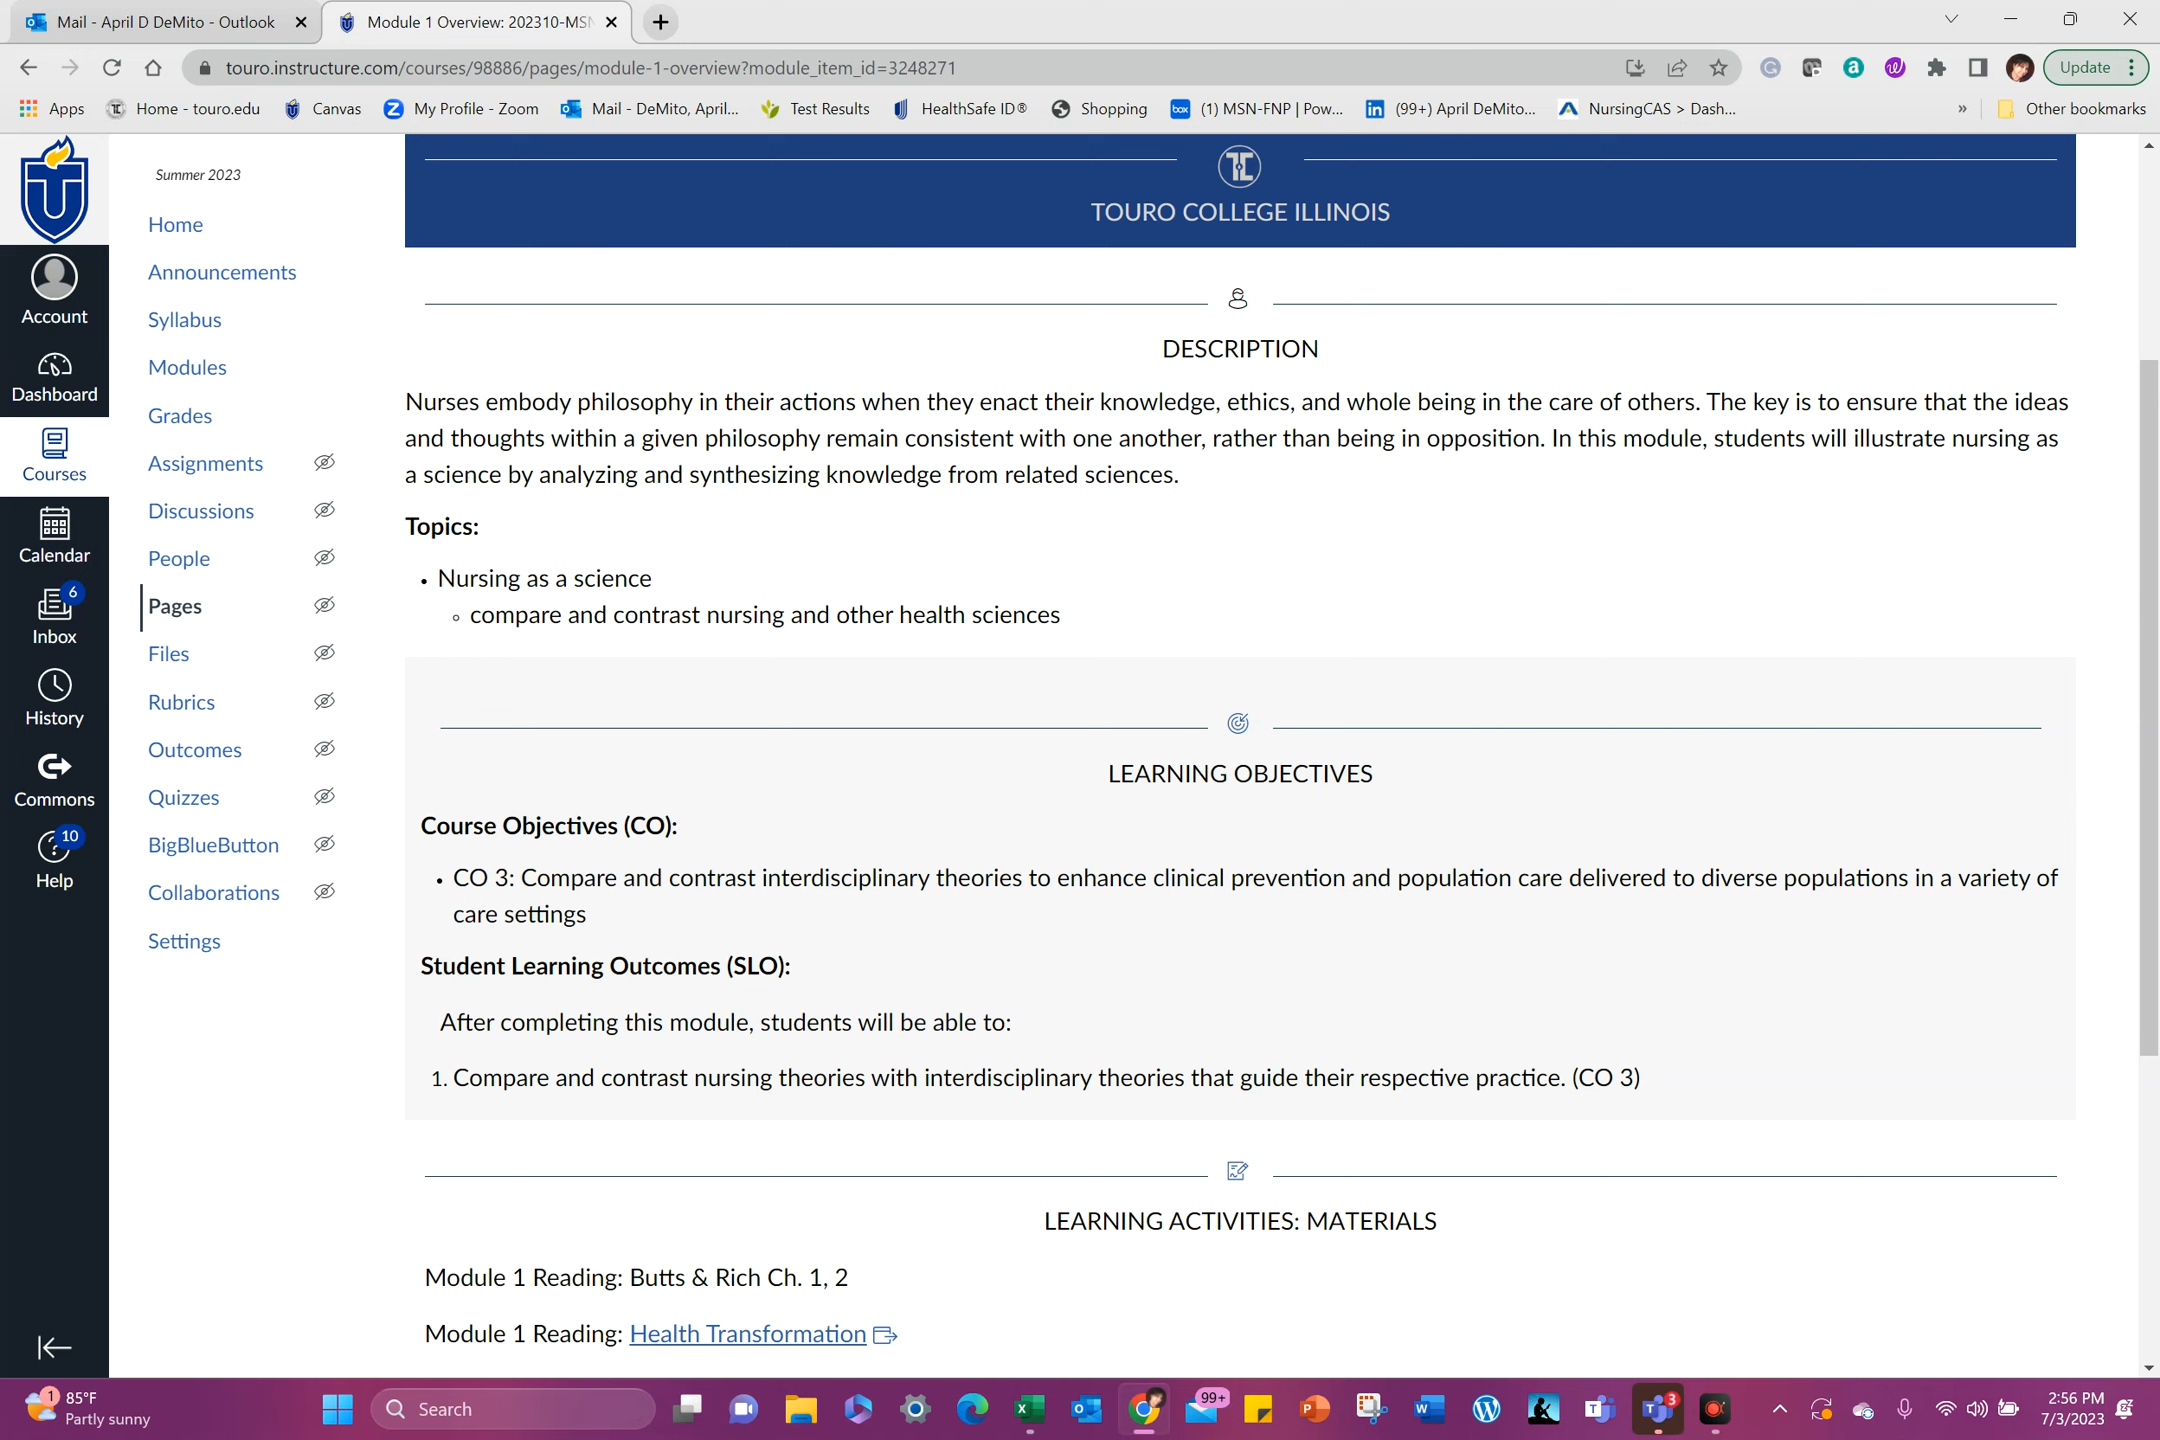 Mail - April D DeMito - Outlook
Module 1 Overview: 202310-MSN
touro.instructure.com/courses/98886/pages/module-1-overview?module_item_id=3248271
Update
Apps
Home - touro.edu
Canvas
My Profile - Zoom
Mail - DeMito, April...
Test Results
HealthSafe ID®
Shopping
box
(1) MSN-FNP | Pow...
(99+) April DeMito...
NursingCAS > Dash...
»
Other bookmarks
Account
Dashboard
Courses
Calendar
6
Inbox
History
Commons
10
Help
Summer 2023
Home
Announcements
Syllabus
Modules
Grades
Assignments
Discussions
People
Pages
Files
Rubrics
Outcomes
Quizzes
BigBlueButton
Collaborations
Settings
TOURO COLLEGE ILLINOIS
DESCRIPTION
Nurses embody philosophy in their actions when they enact their knowledge, ethics, and whole being in the care of others. The key is to ensure that the ideas
and thoughts within a given philosophy remain consistent with one another, rather than being in opposition. In this module, students will illustrate nursing as
a science by analyzing and synthesizing knowledge from related sciences.
Topics:
• Nursing as a science
◦ compare and contrast nursing and other health sciences
LEARNING OBJECTIVES
Course Objectives (CO):
• CO 3: Compare and contrast interdisciplinary theories to enhance clinical prevention and population care delivered to diverse populations in a variety of
care settings
Student Learning Outcomes (SLO):
After completing this module, students will be able to:
1. Compare and contrast nursing theories with interdisciplinary theories that guide their respective practice. (CO 3)
LEARNING ACTIVITIES: MATERIALS
Module 1 Reading: Butts & Rich Ch. 1, 2
Module 1 Reading: Health Transformation
1
85°F
Partly sunny
Search
99+
3
2:56 PM
7/3/2023